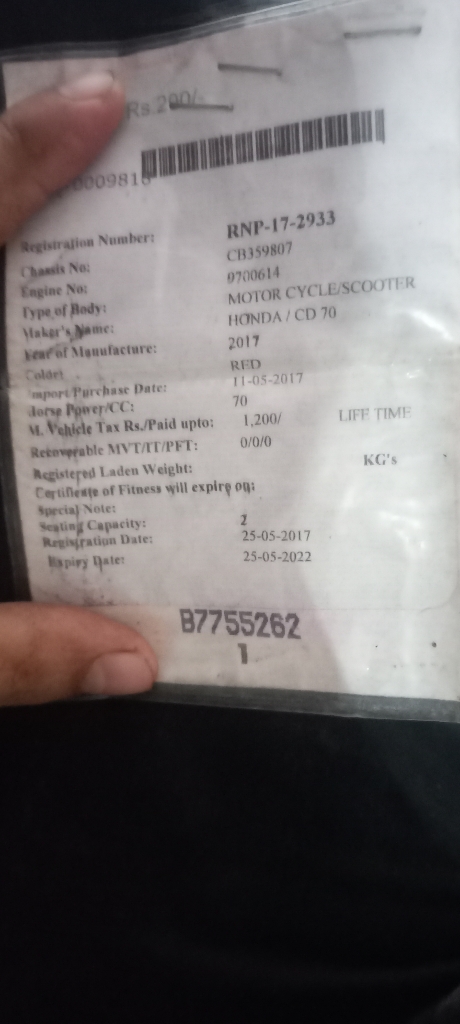 Rs.200/-
009818
Registration Number: RNP-17-2933
Chassis No: CB359807
Engine No: 9700614
Type of Body: MOTOR CYCLE/SCOOTER
Maker's Name: HONDA / CD 70
Year of Manufacture: 2017
Color: RED
Import Purchase Date: 11-05-2017
Horse Power/CC: 70
M. Vehicle Tax Rs./Paid upto: 1,200/ LIFE TIME
Recoverable MVT/IT/PFT: 0/0/0
Registered Laden Weight: KG's
Certificate of Fitness will expire on:
Special Note:
Seating Capacity: 2
Registration Date: 25-05-2017
Expiry Date: 25-05-2022
B7755262
1